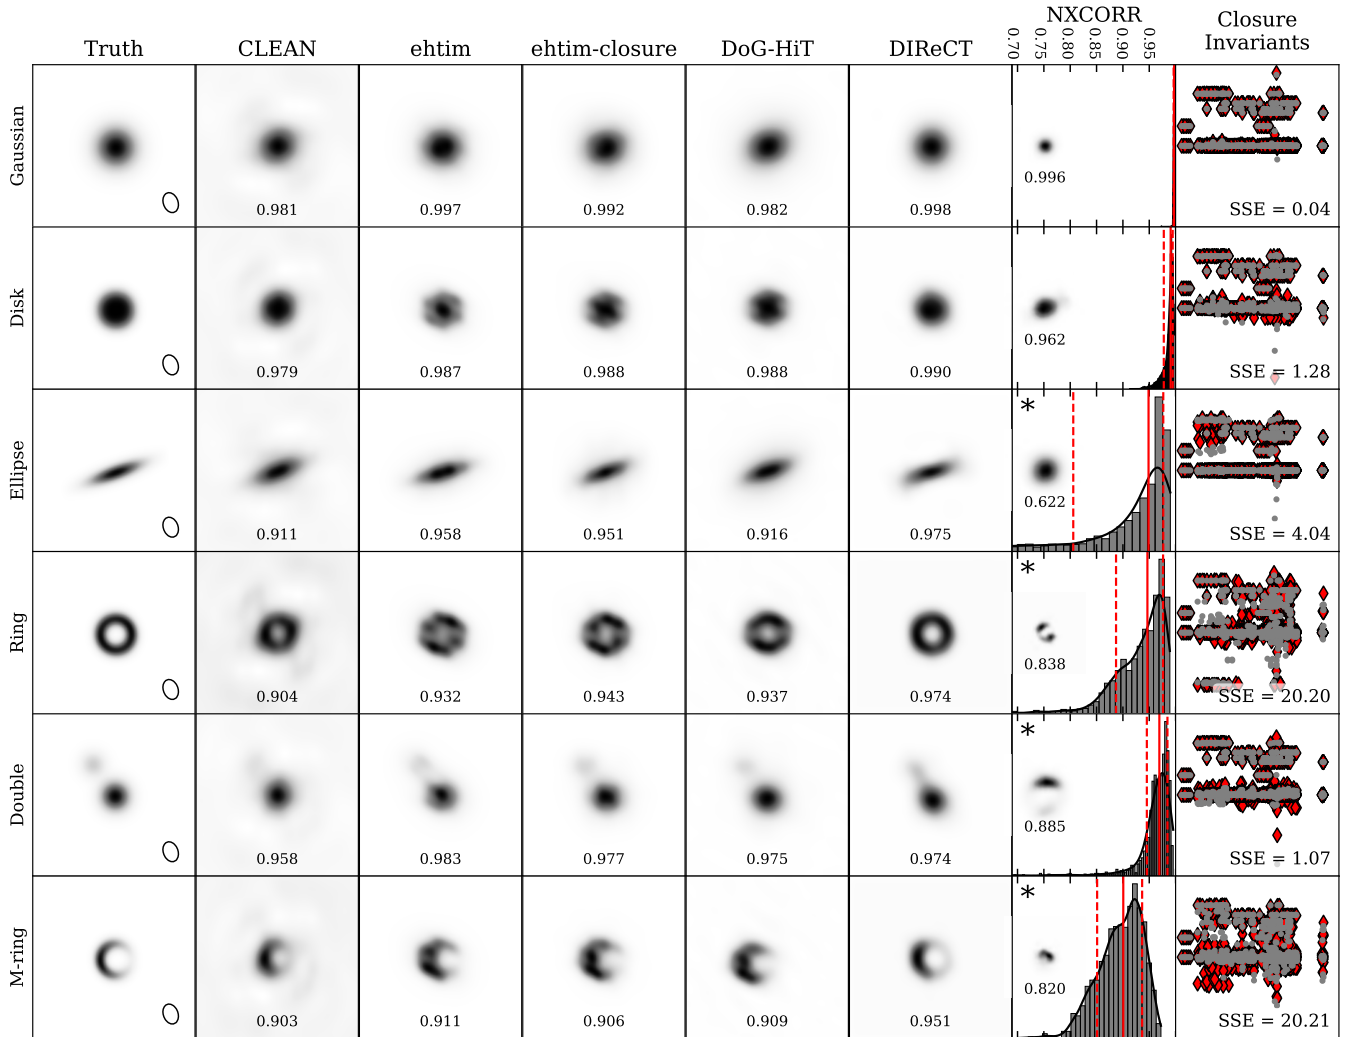 NXCORR
Closure
Invariants
Truth CLEAN ehtim ehtim-closure DoG-HiT DIReCT
0.70 0.75 0.80 0.85 0.90 0.95
Gaussian
0.981 0.997 0.992 0.982 0.998 0.996 SSE = 0.04
Disk
0.979 0.987 0.988 0.988 0.990 0.962 SSE = 1.28
Ellipse
*
0.911 0.958 0.951 0.916 0.975 0.622 SSE = 4.04
Ring
*
0.904 0.932 0.943 0.937 0.974 0.838 SSE = 20.20
Double
*
0.958 0.983 0.977 0.975 0.974 0.885 SSE = 1.07
M-ring
*
0.903 0.911 0.906 0.909 0.951 0.820 SSE = 20.21